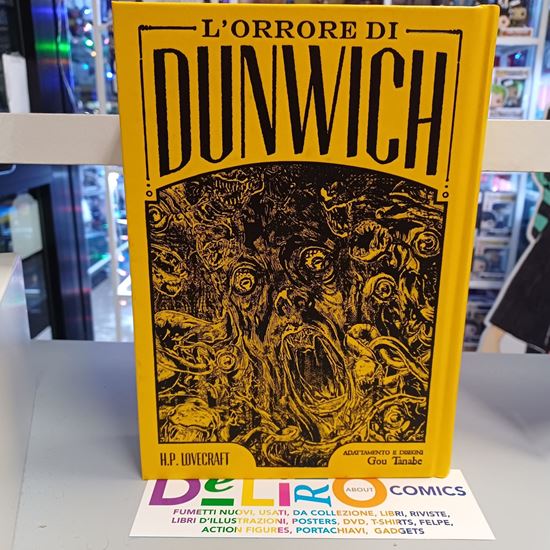 L'ORRORE DI
DUNWICH
H.P. LOVECRAFT
ADATTAMENTO E DISEGNI
Gou Tanabe
DeLiRO ABOUT COMICS
FUMETTI NUOVI, USATI, DA COLLEZIONE, LIBRI, RIVISTE,
LIBRI D'ILLUSTRAZIONI, POSTERS, DVD, T-SHIRTS, FELPE,
ACTION FIGURES, PORTACHIAVI, GADGETS